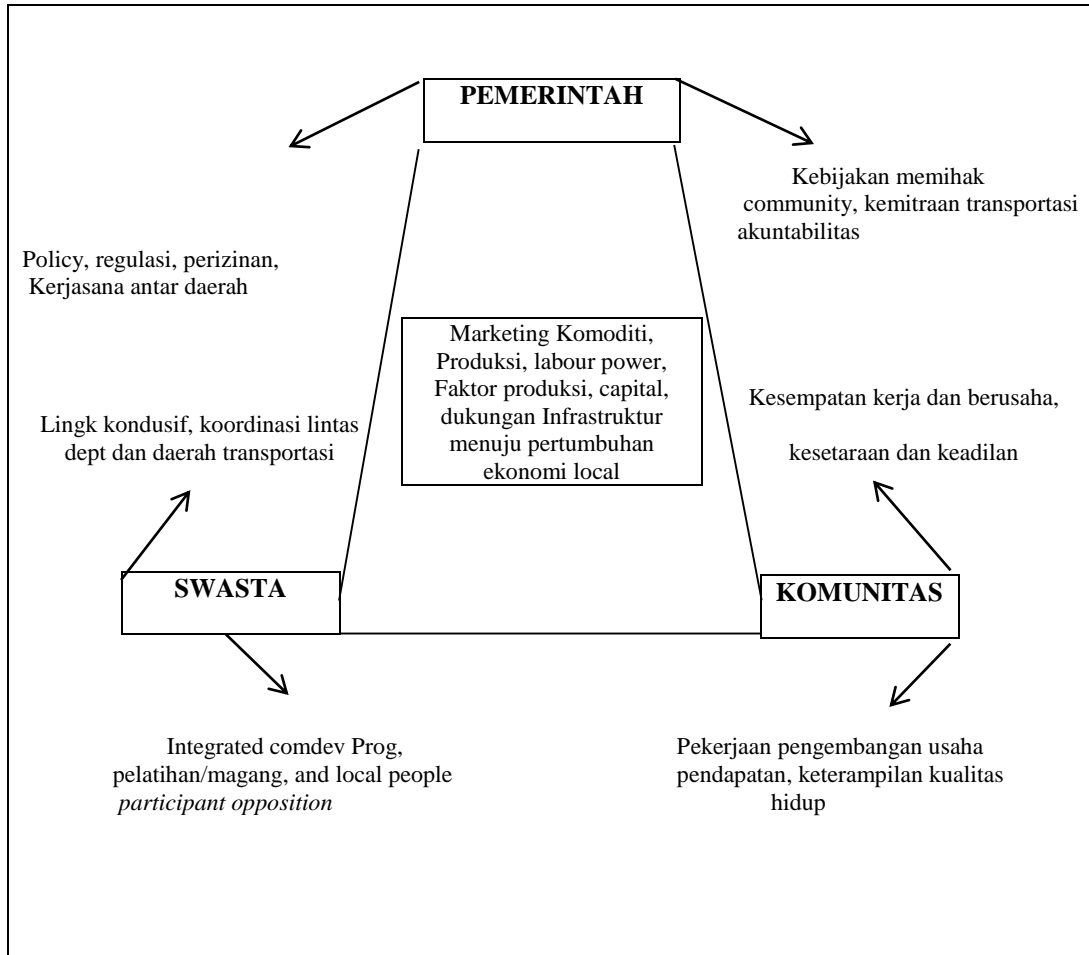 PEMERINTAH
Kebijakan memihak
community, kemitraan transportasi
akuntabilitas
Policy, regulasi, perizinan,
Kerjasana antar daerah
Marketing Komoditi,
Produksi, labour power,
Faktor produksi, capital,
dukungan Infrastruktur
menuju pertumbuhan
ekonomi local
Lingk kondusif, koordinasi lintas
dept dan daerah transportasi
Kesempatan kerja dan berusaha,
kesetaraan dan keadilan
SWASTA
KOMUNITAS
Integrated comdev Prog,
pelatihan/magang, and local people
participant opposition
Pekerjaan pengembangan usaha
pendapatan, keterampilan kualitas
hidup